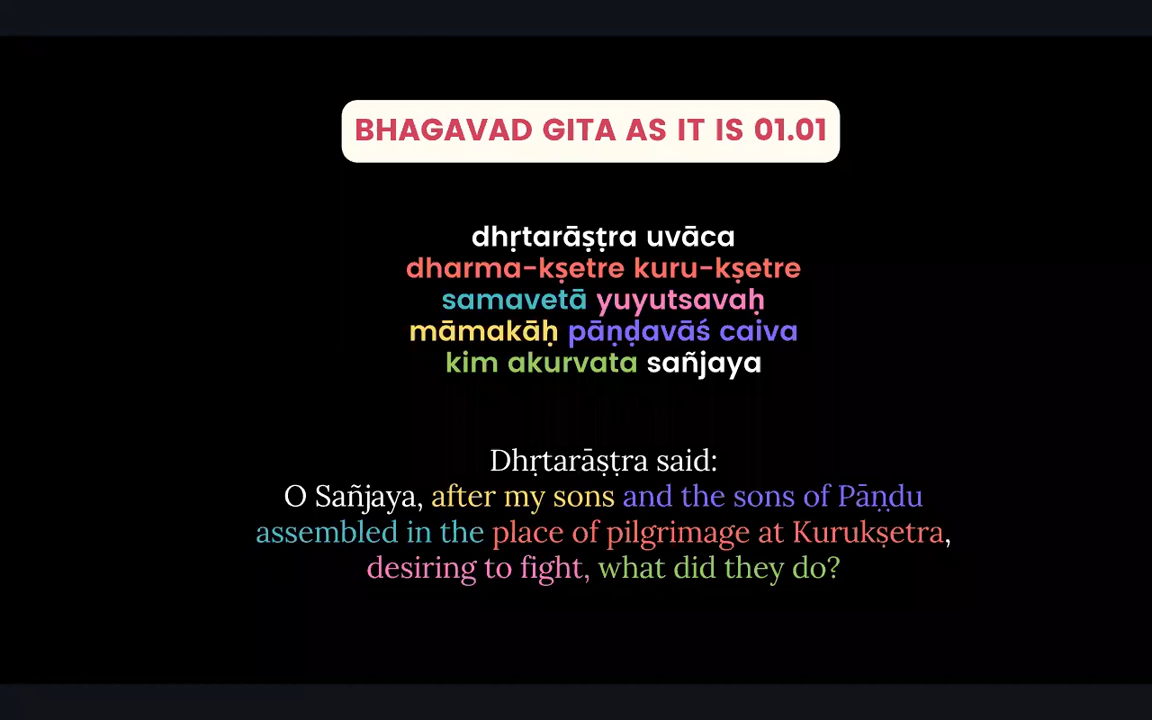 BHAGAVAD GITA AS IT IS 01.01
dhṛtarāṣṭra uvāca
dharma-kṣetre kuru-kṣetre
samavetā yuyutsavaḥ
māmakāḥ pāṇḍavāś caiva
kim akurvata sañjaya
Dhṛtarāṣṭra said:
O Sañjaya, after my sons and the sons of Pāṇḍu
assembled in the place of pilgrimage at Kurukṣetra,
desiring to fight, what did they do?